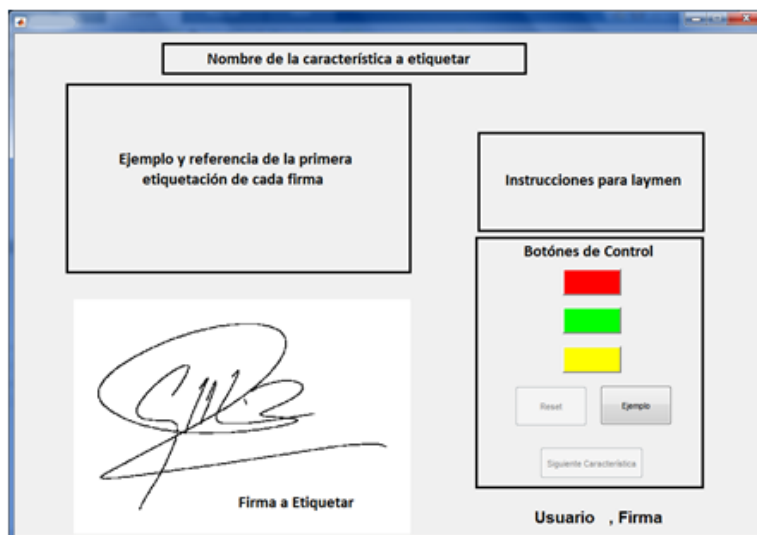 Nombre de la característica a etiquetar
Ejemplo y referencia de la primera
etiquetación de cada firma
Instrucciones para laymen
Botónes de Control
Reset
Ejemplo
Siguiente Característica
Firma a Etiquetar
Usuario , Firma